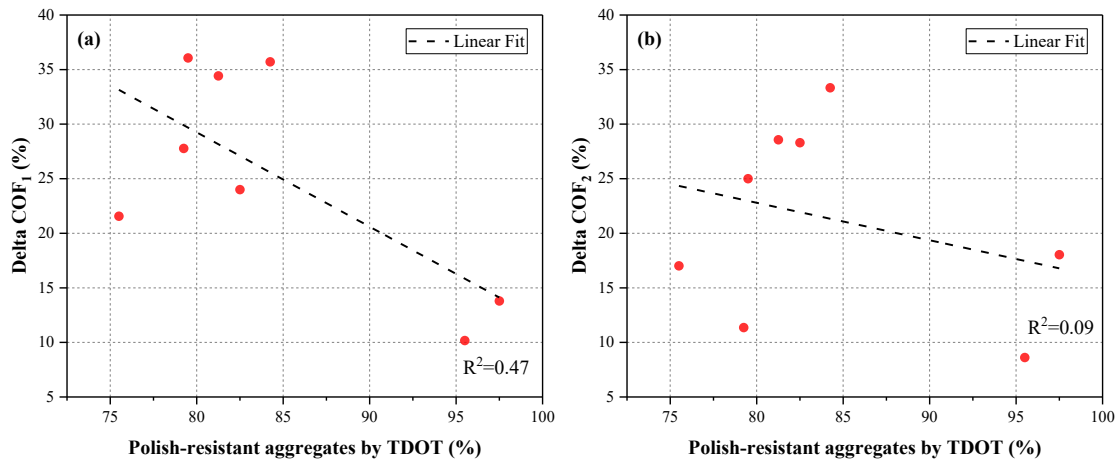 (a)
Linear Fit
40
35
30
25
20
15
10
5
Delta COF₁ (%)
R²=0.47
75 80 85 90 95 100
Polish-resistant aggregates by TDOT (%)
(b)
Linear Fit
40
35
30
25
20
15
10
5
Delta COF₂ (%)
R²=0.09
75 80 85 90 95 100
Polish-resistant aggregates by TDOT (%)